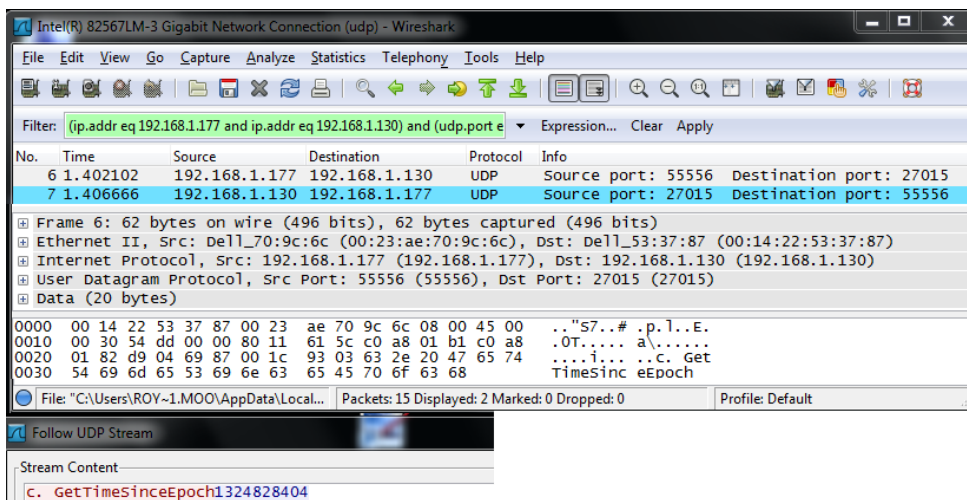 Intel(R) 82567LM-3 Gigabit Network Connection (udp) - Wireshark
File Edit View Go Capture Analyze Statistics Telephony Tools Help
Filter: (ip.addr eq 192.168.1.177 and ip.addr eq 192.168.1.130) and (udp.port e Expression... Clear Apply
No. Time Source Destination Protocol Info
6 1.402102 192.168.1.177 192.168.1.130 UDP Source port: 55556 Destination port: 27015
7 1.406666 192.168.1.130 192.168.1.177 UDP Source port: 27015 Destination port: 55556
Frame 6: 62 bytes on wire (496 bits), 62 bytes captured (496 bits)
Ethernet II, Src: Dell_70:9c:6c (00:23:ae:70:9c:6c), Dst: Dell_53:37:87 (00:14:22:53:37:87)
Internet Protocol, Src: 192.168.1.177 (192.168.1.177), Dst: 192.168.1.130 (192.168.1.130)
User Datagram Protocol, Src Port: 55556 (55556), Dst Port: 27015 (27015)
Data (20 bytes)
0000 00 14 22 53 37 87 00 23 ae 70 9c 6c 08 00 45 00 .."S7..# .p.l..E.
0010 00 30 54 dd 00 00 80 11 61 5c c0 a8 01 b1 c0 a8 .0T..... a\......
0020 01 82 d9 04 69 87 00 1c 93 03 63 2e 20 47 65 74 ....i... ..c. Get
0030 54 69 6d 65 53 69 6e 63 65 45 70 6f 63 68 TimeSinc eEpoch
File: "C:\Users\ROY~1.MOO\AppData\Local... Packets: 15 Displayed: 2 Marked: 0 Dropped: 0 Profile: Default
Follow UDP Stream
Stream Content
c. GetTimeSinceEpoch1324828404